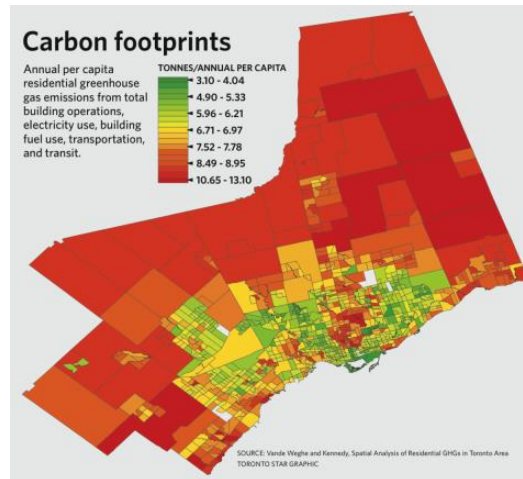 Carbon footprints
Annual per capita
residential greenhouse
gas emissions from total
building operations,
electricity use, building
fuel use, transportation,
and transit.
TONNES/ANNUAL PER CAPITA
3.10 - 4.04
4.90 - 5.33
5.96 - 6.21
6.71 - 6.97
7.52 - 7.78
8.49 - 8.95
10.65 - 13.10
SOURCE: Vande Weghe and Kennedy, Spatial Analysis of Residential GHGs in Toronto Area
TORONTO STAR GRAPHIC